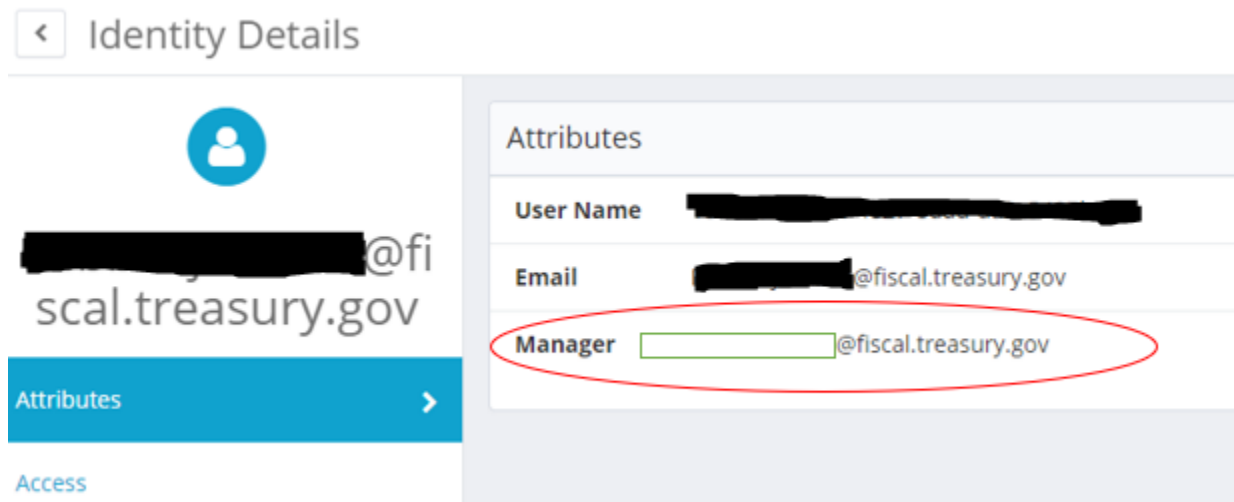 Identity Details
@fi
scal.treasury.gov
Attributes
Access
Attributes
User Name
Email @fiscal.treasury.gov
Manager @fiscal.treasury.gov